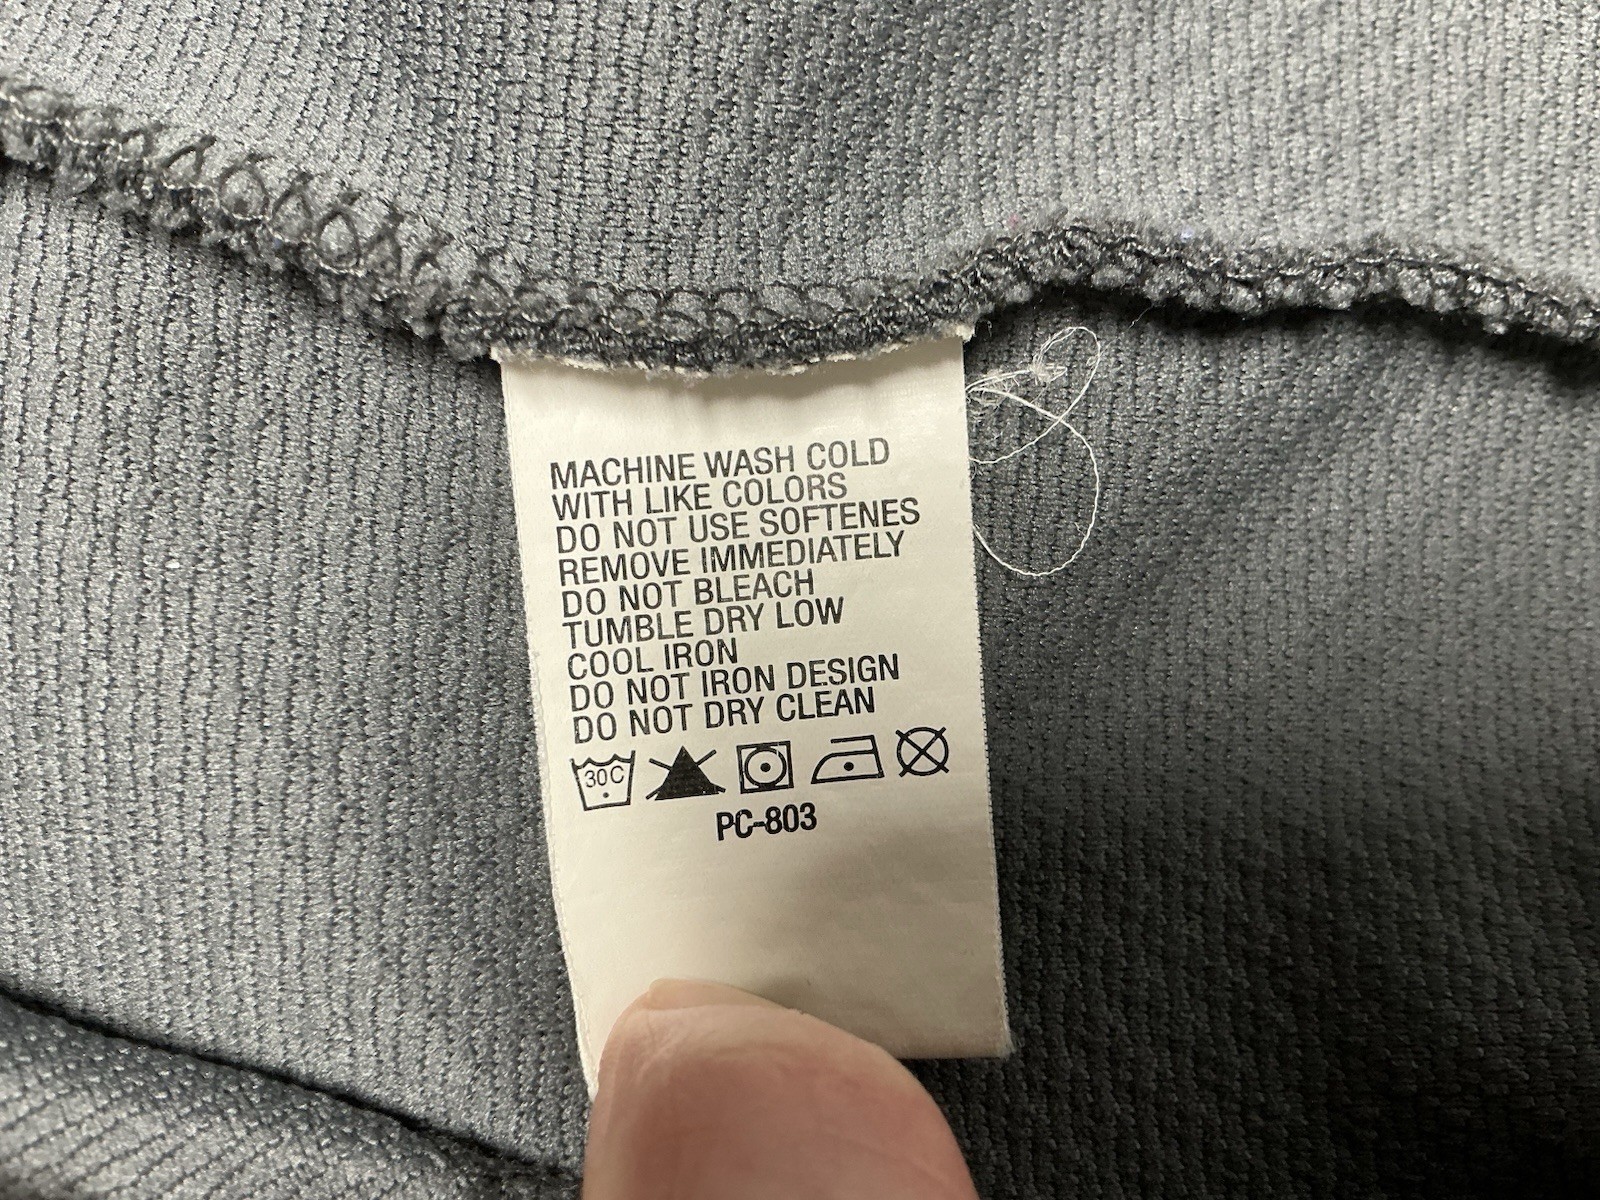 MACHINE WASH COLD
WITH LIKE COLORS
DO NOT USE SOFTENES
REMOVE IMMEDIATELY
DO NOT BLEACH
TUMBLE DRY LOW
COOL IRON
DO NOT IRON DESIGN
DO NOT DRY CLEAN
30C
PC-803